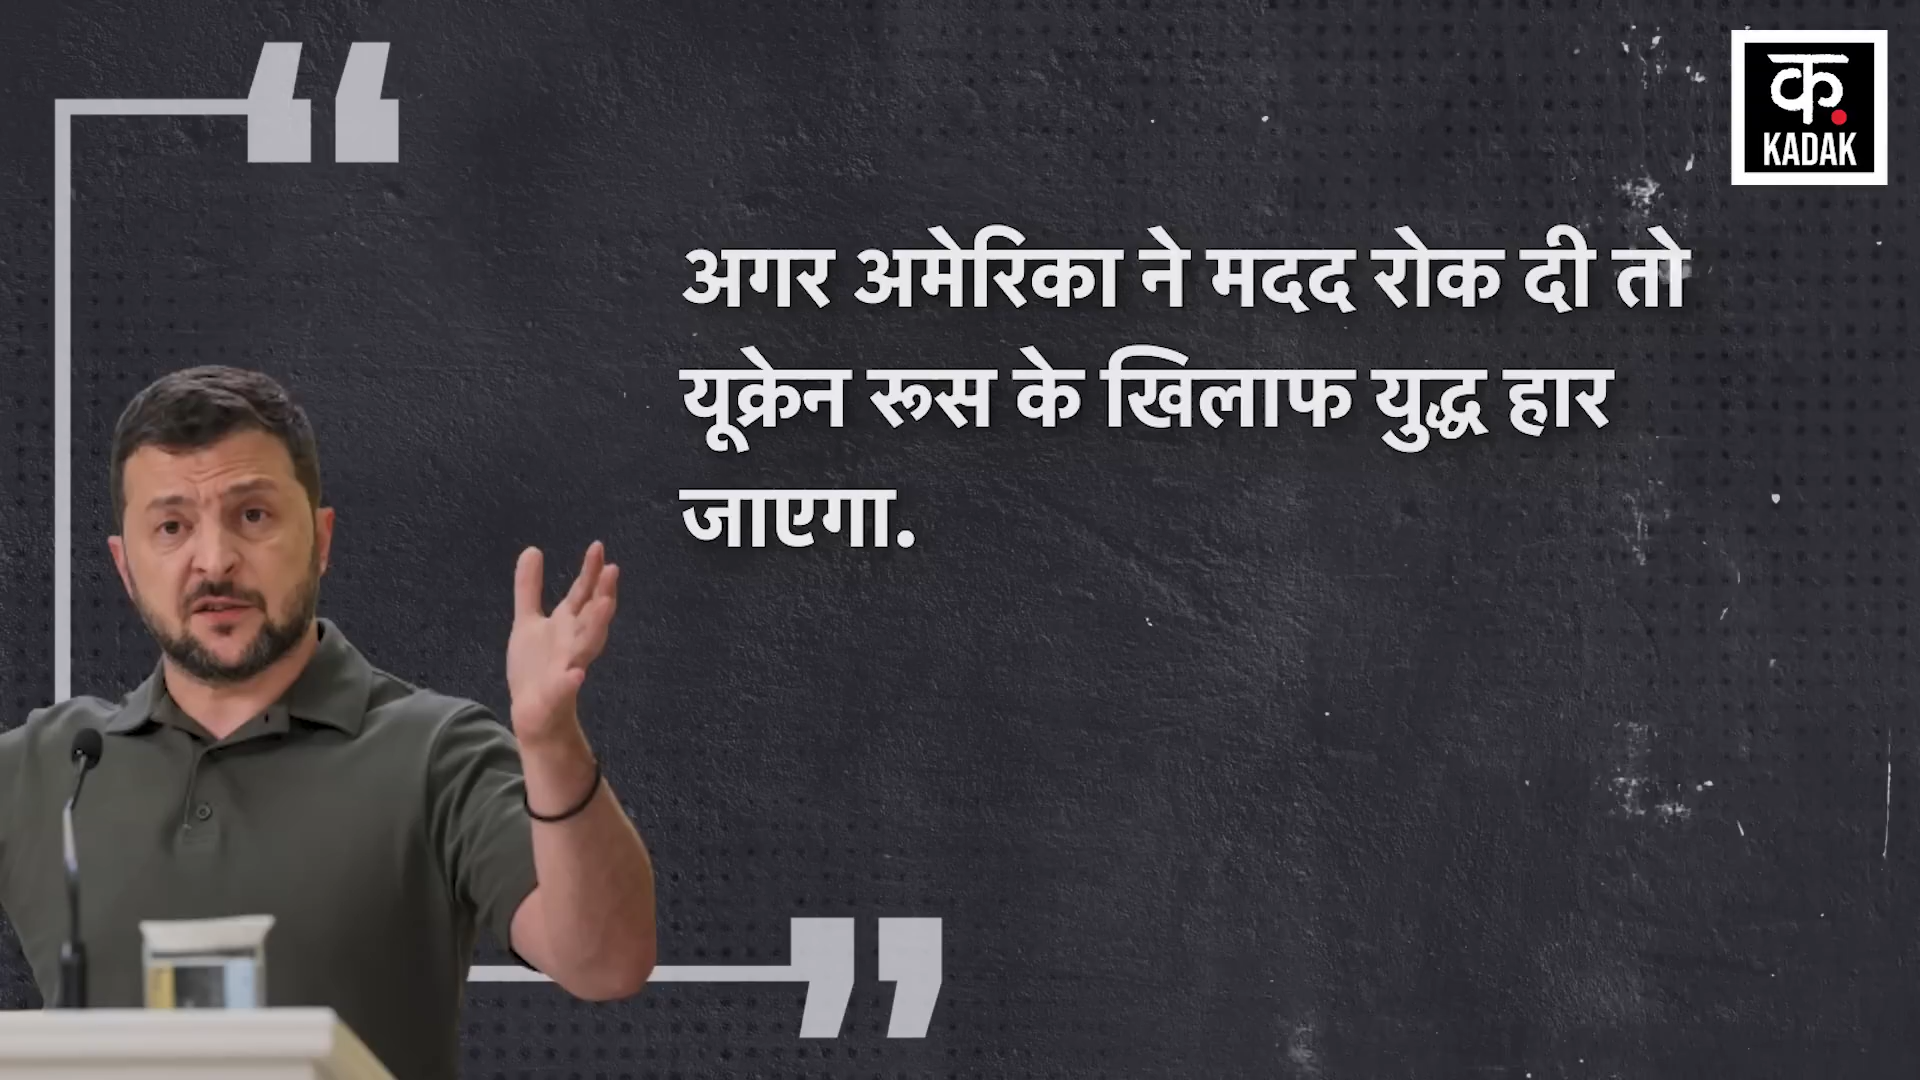 क
KADAK
अगर अमेरिका ने मदद रोक दी तो
यूक्रेन रूस के खिलाफ युद्ध हार
जाएगा.